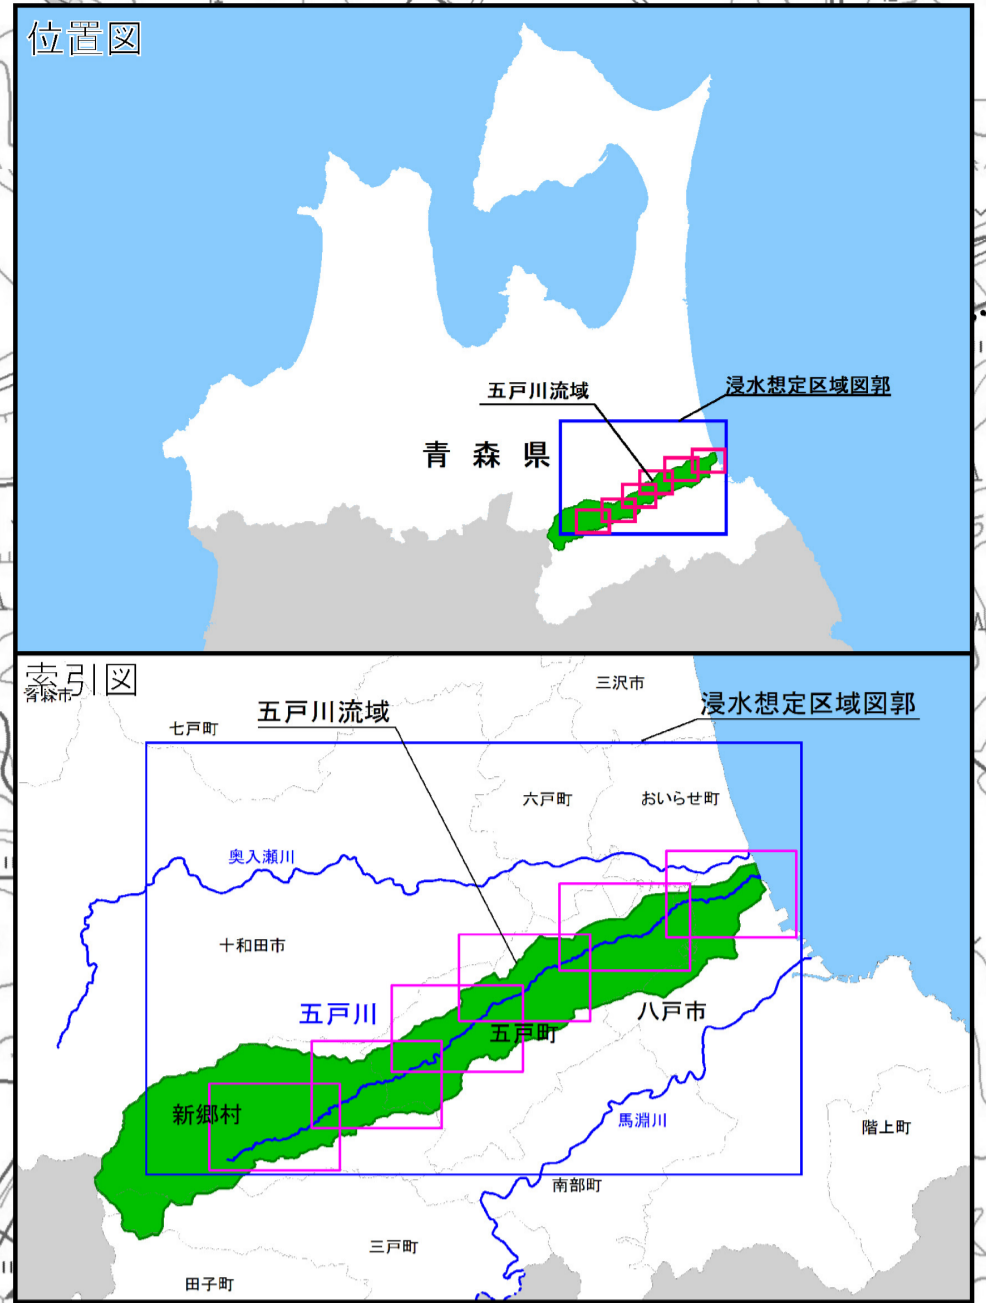 位置図
五戸川流域
浸水想定区域図郭
青森県
索引図
青森市
三沢市
五戸川流域
浸水想定区域図郭
七戸町
六戸町
おいらせ町
奥入瀬川
十和田市
五戸川
八戸市
五戸町
新郷村
馬淵川
階上町
南部町
三戸町
田子町